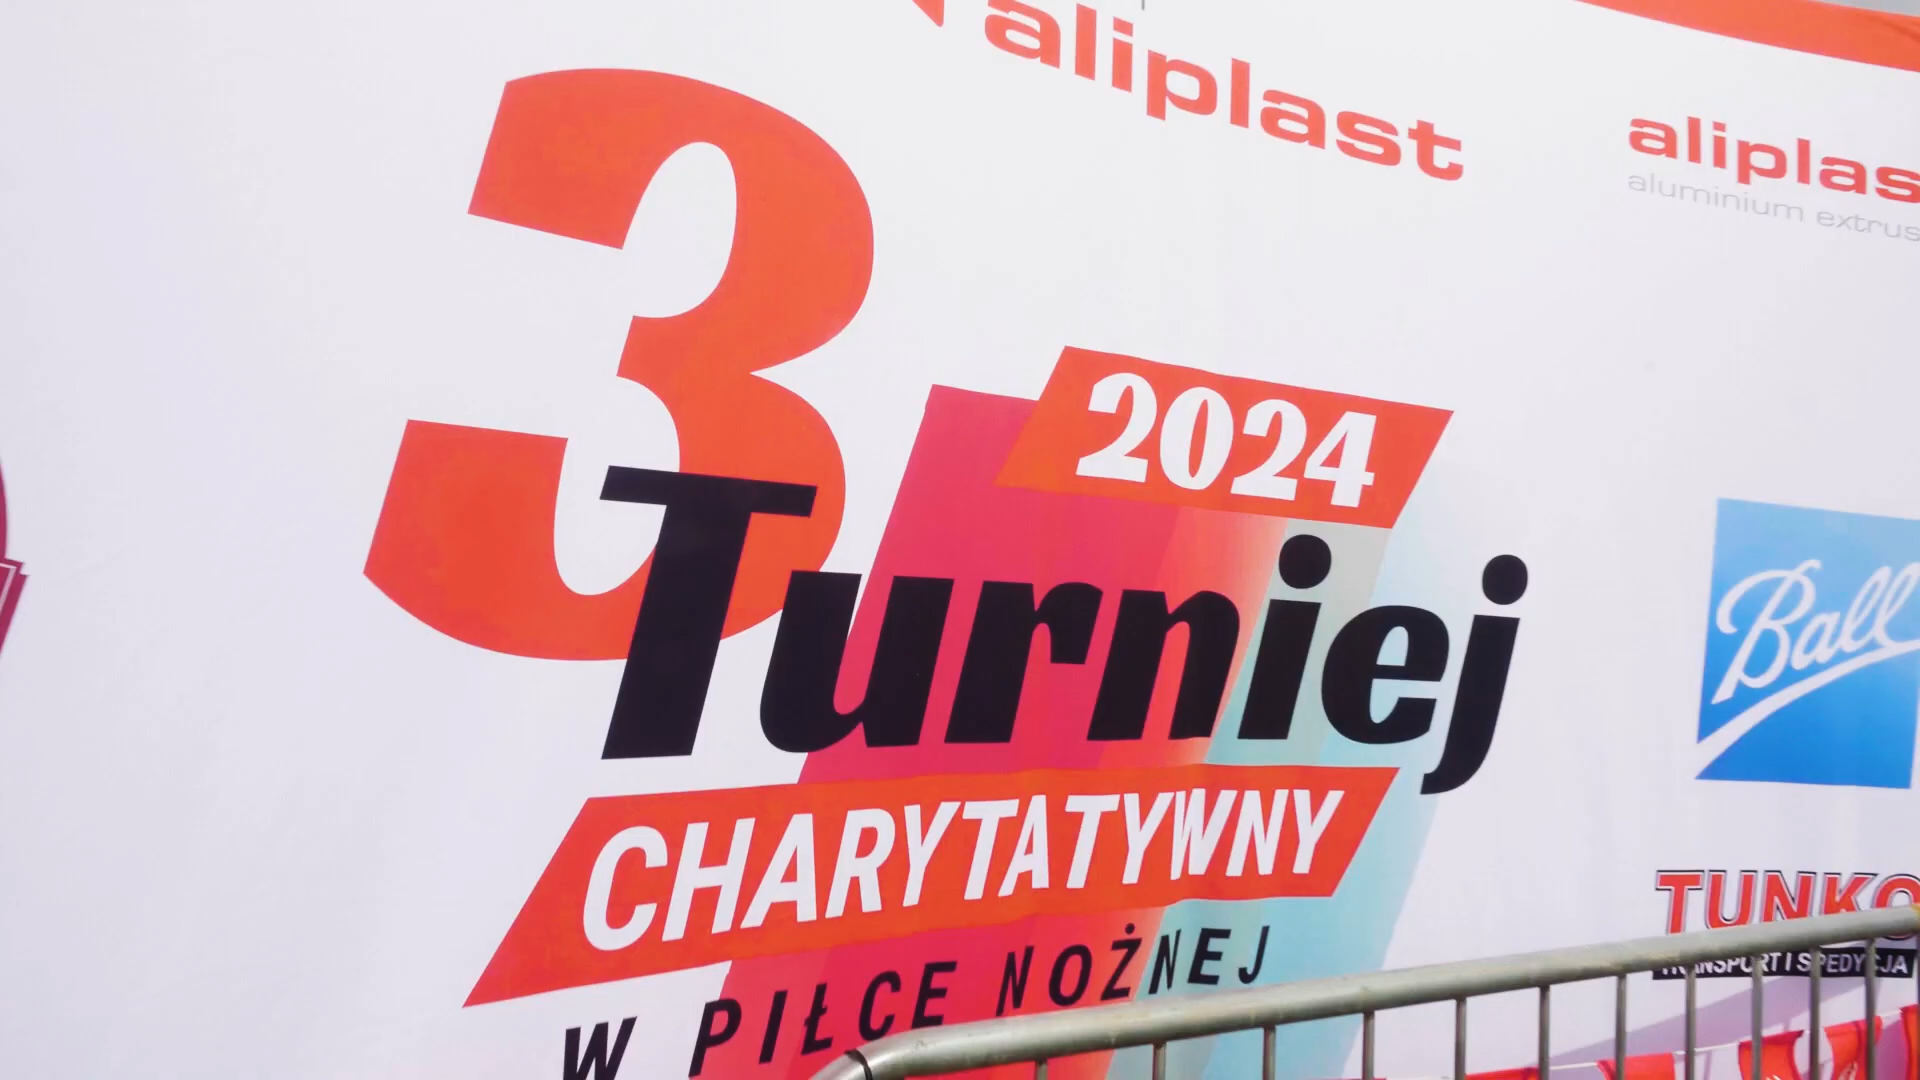 aliplast
aliplas
aluminium extrus
3
2024
Turniej
CHARYTATYWNY
W PIŁCE NOŻNEJ
Ball
TUNKO
TRANSPORT I SPEDYCJA